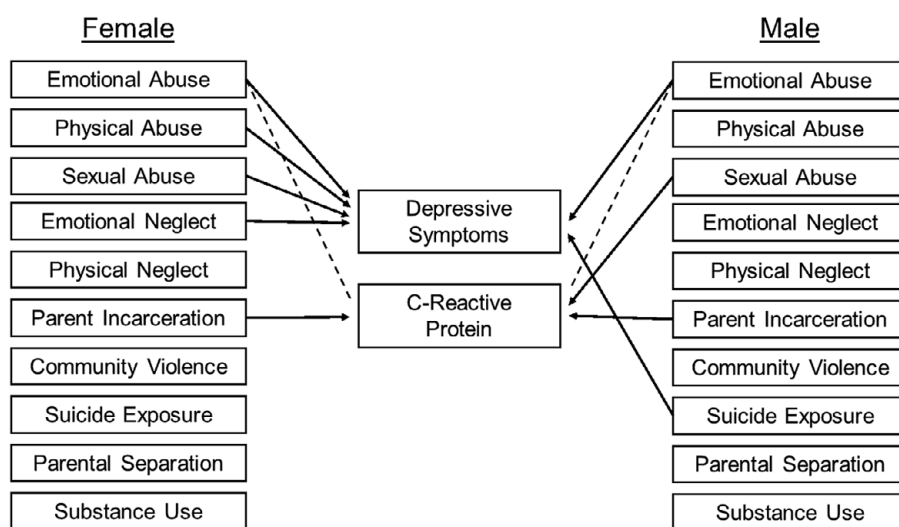 Female
Emotional Abuse
Physical Abuse
Sexual Abuse
Emotional Neglect
Physical Neglect
Parent Incarceration
Community Violence
Suicide Exposure
Parental Separation
Substance Use
Depressive
Symptoms
C-Reactive
Protein
Male
Emotional Abuse
Physical Abuse
Sexual Abuse
Emotional Neglect
Physical Neglect
Parent Incarceration
Community Violence
Suicide Exposure
Parental Separation
Substance Use